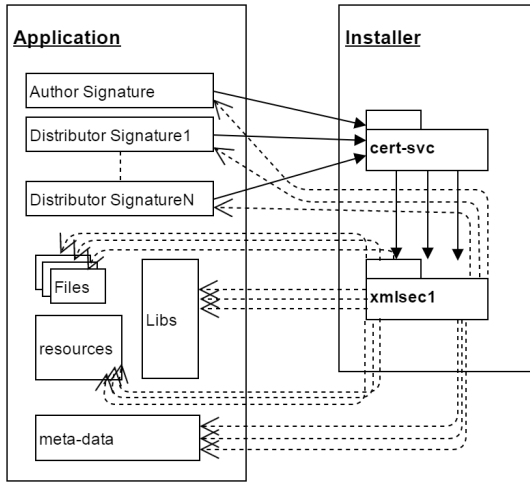 Application
Installer
Author Signature
Distributor Signature1
cert-svc
Distributor SignatureN
Files
Libs
xmlsec1
resources
meta-data